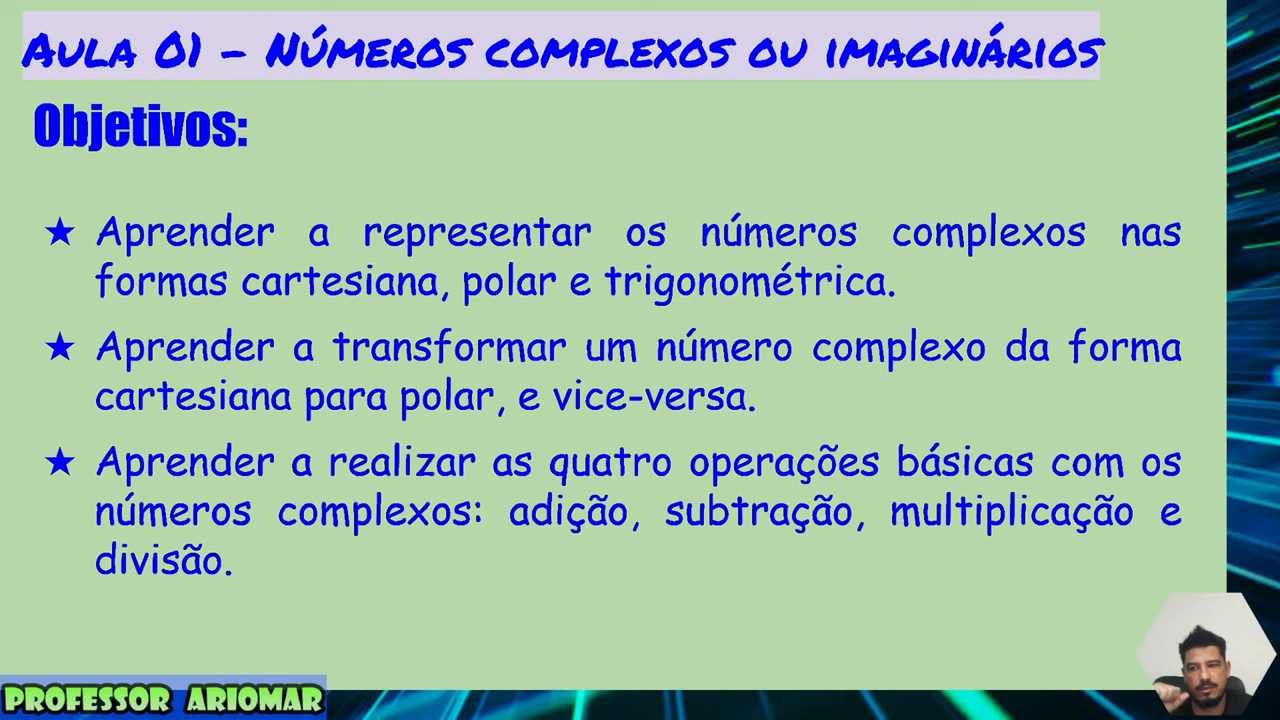 Aula 01 - Números complexos ou imaginários
Objetivos:
★ Aprender a representar os números complexos nas
formas cartesiana, polar e trigonométrica.
★ Aprender a transformar um número complexo da forma
cartesiana para polar, e vice-versa.
★ Aprender a realizar as quatro operações básicas com os
números complexos: adição, subtração, multiplicação e
divisão.
PROFESSOR ARIOMAR